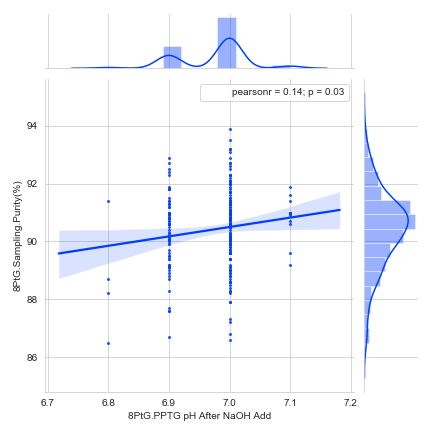 pearsonr = 0.14; p = 0.03
94
92
90
88
86
8PtG.Sampling.Purity(%)
6.7 6.8 6.9 7.0 7.1 7.2
8PtG.PPTG pH After NaOH Add